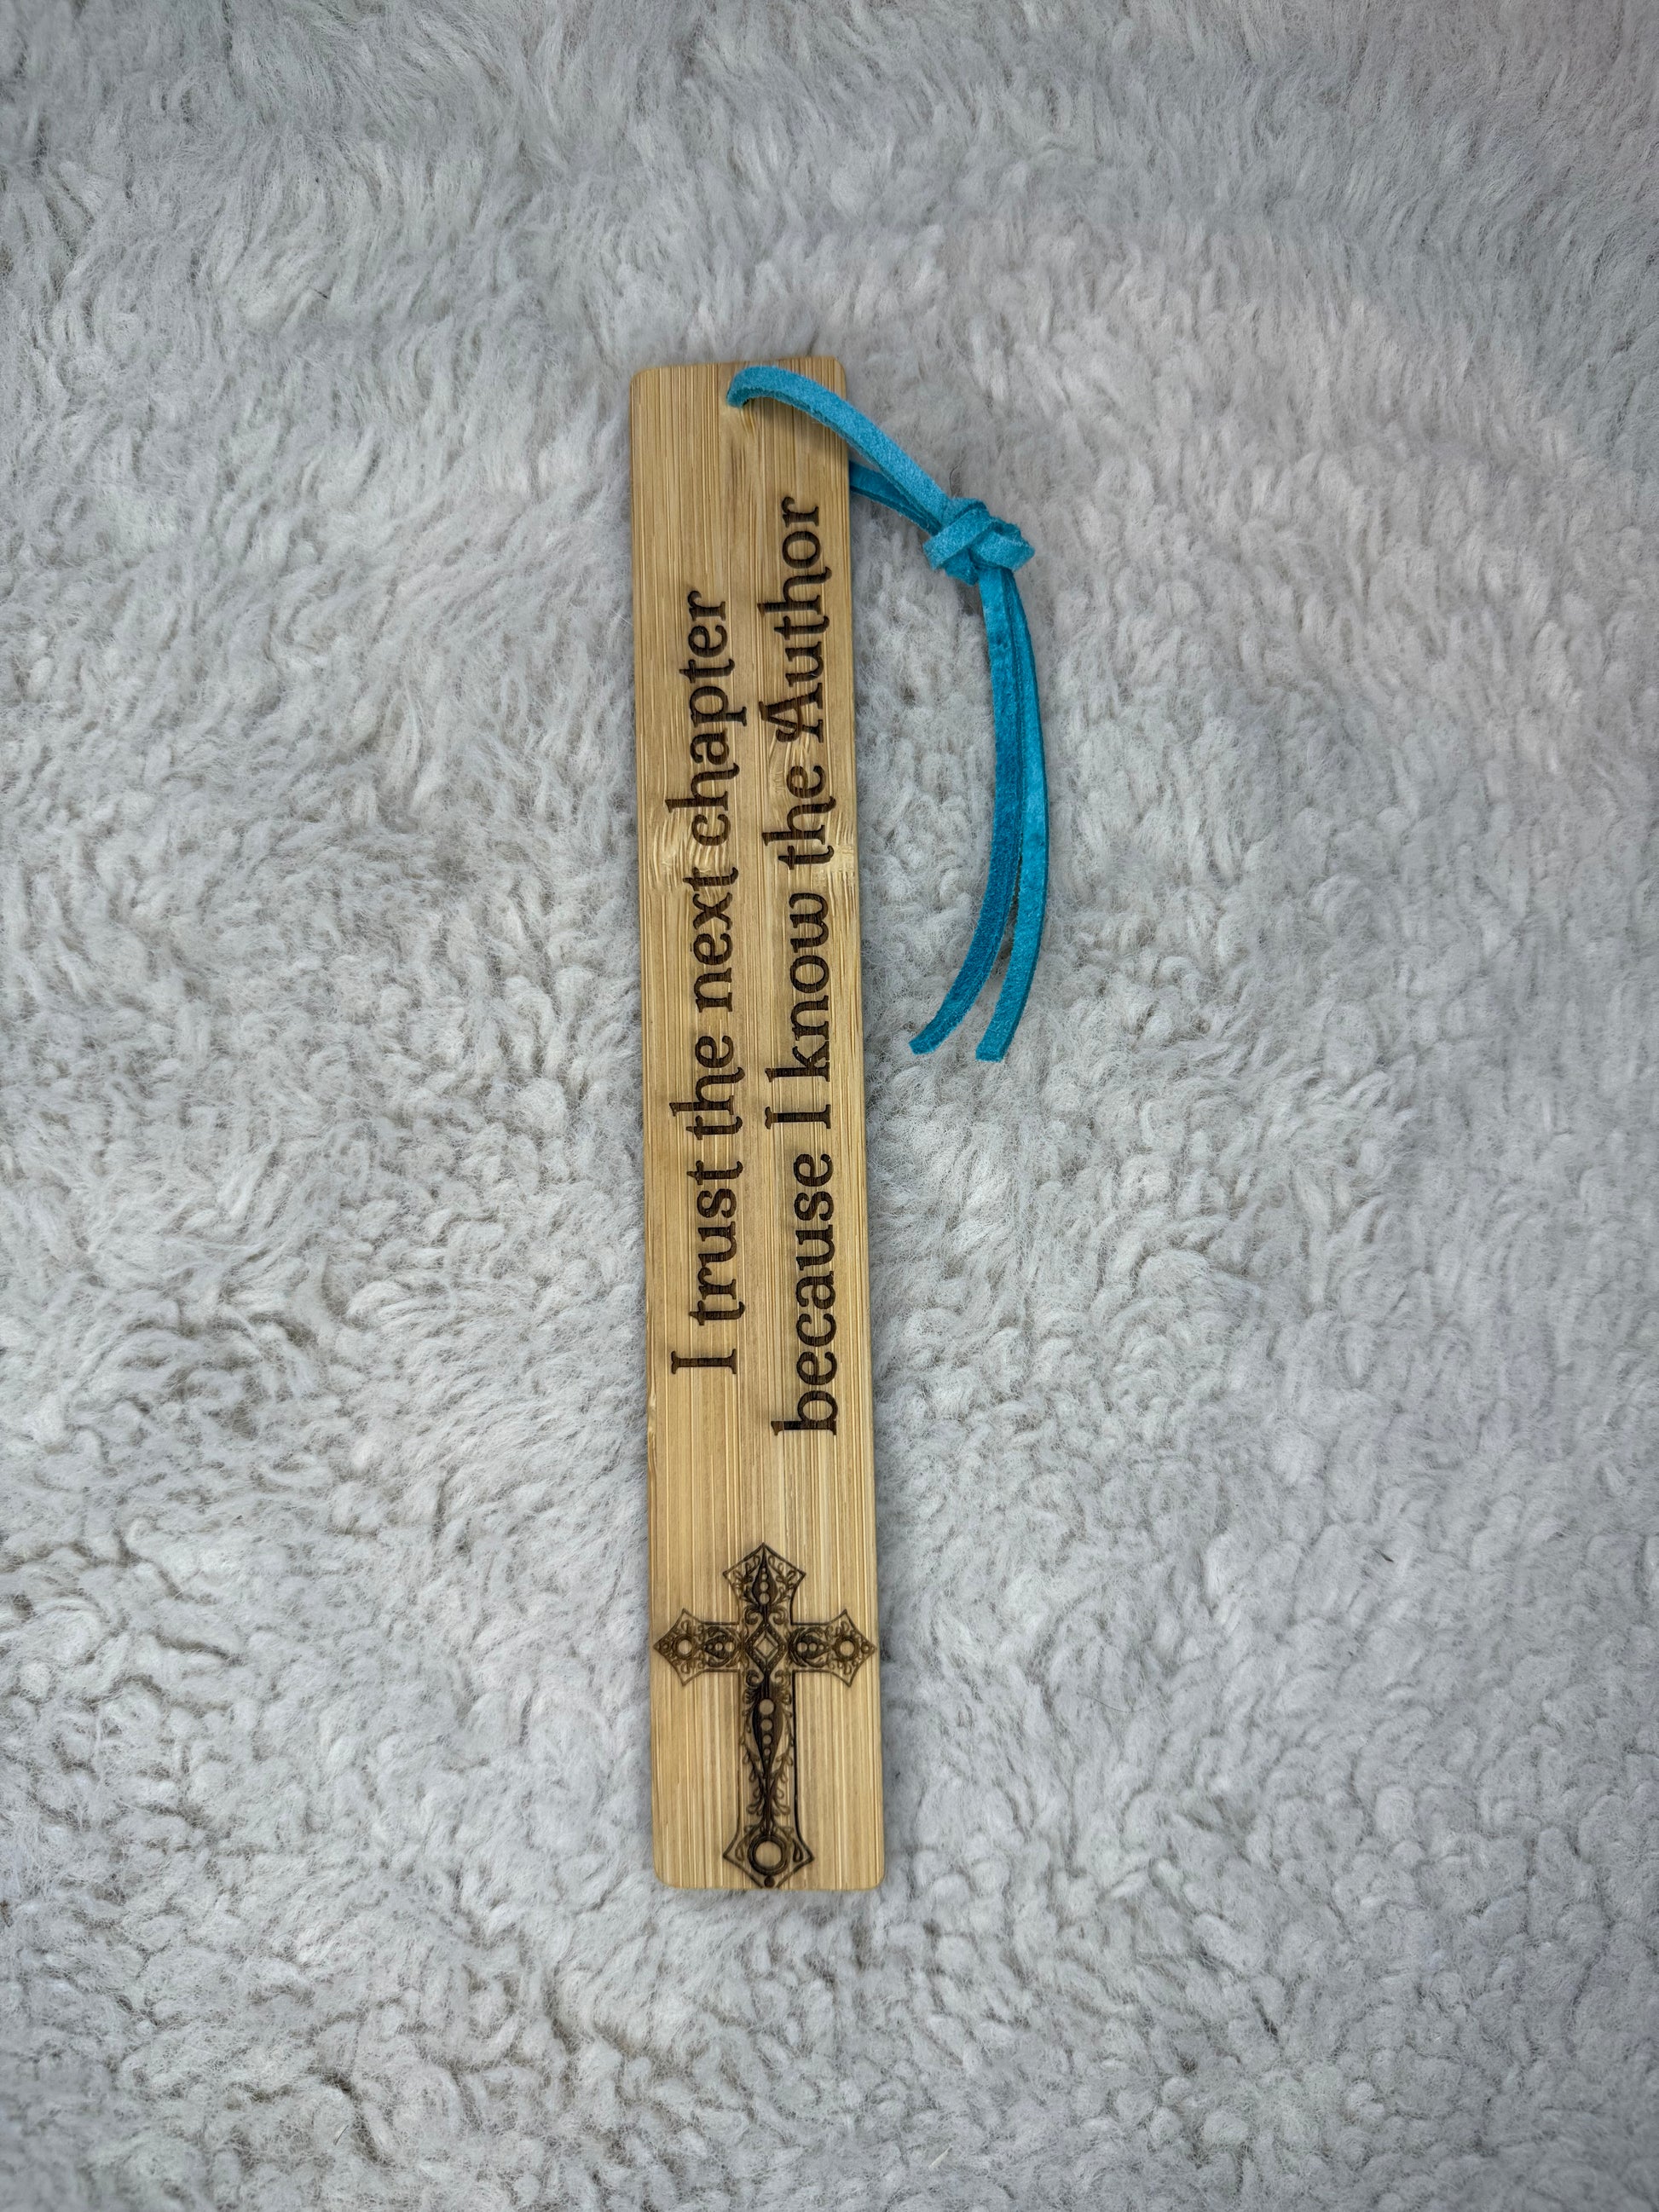 I trust the next chapter
because I know the Author